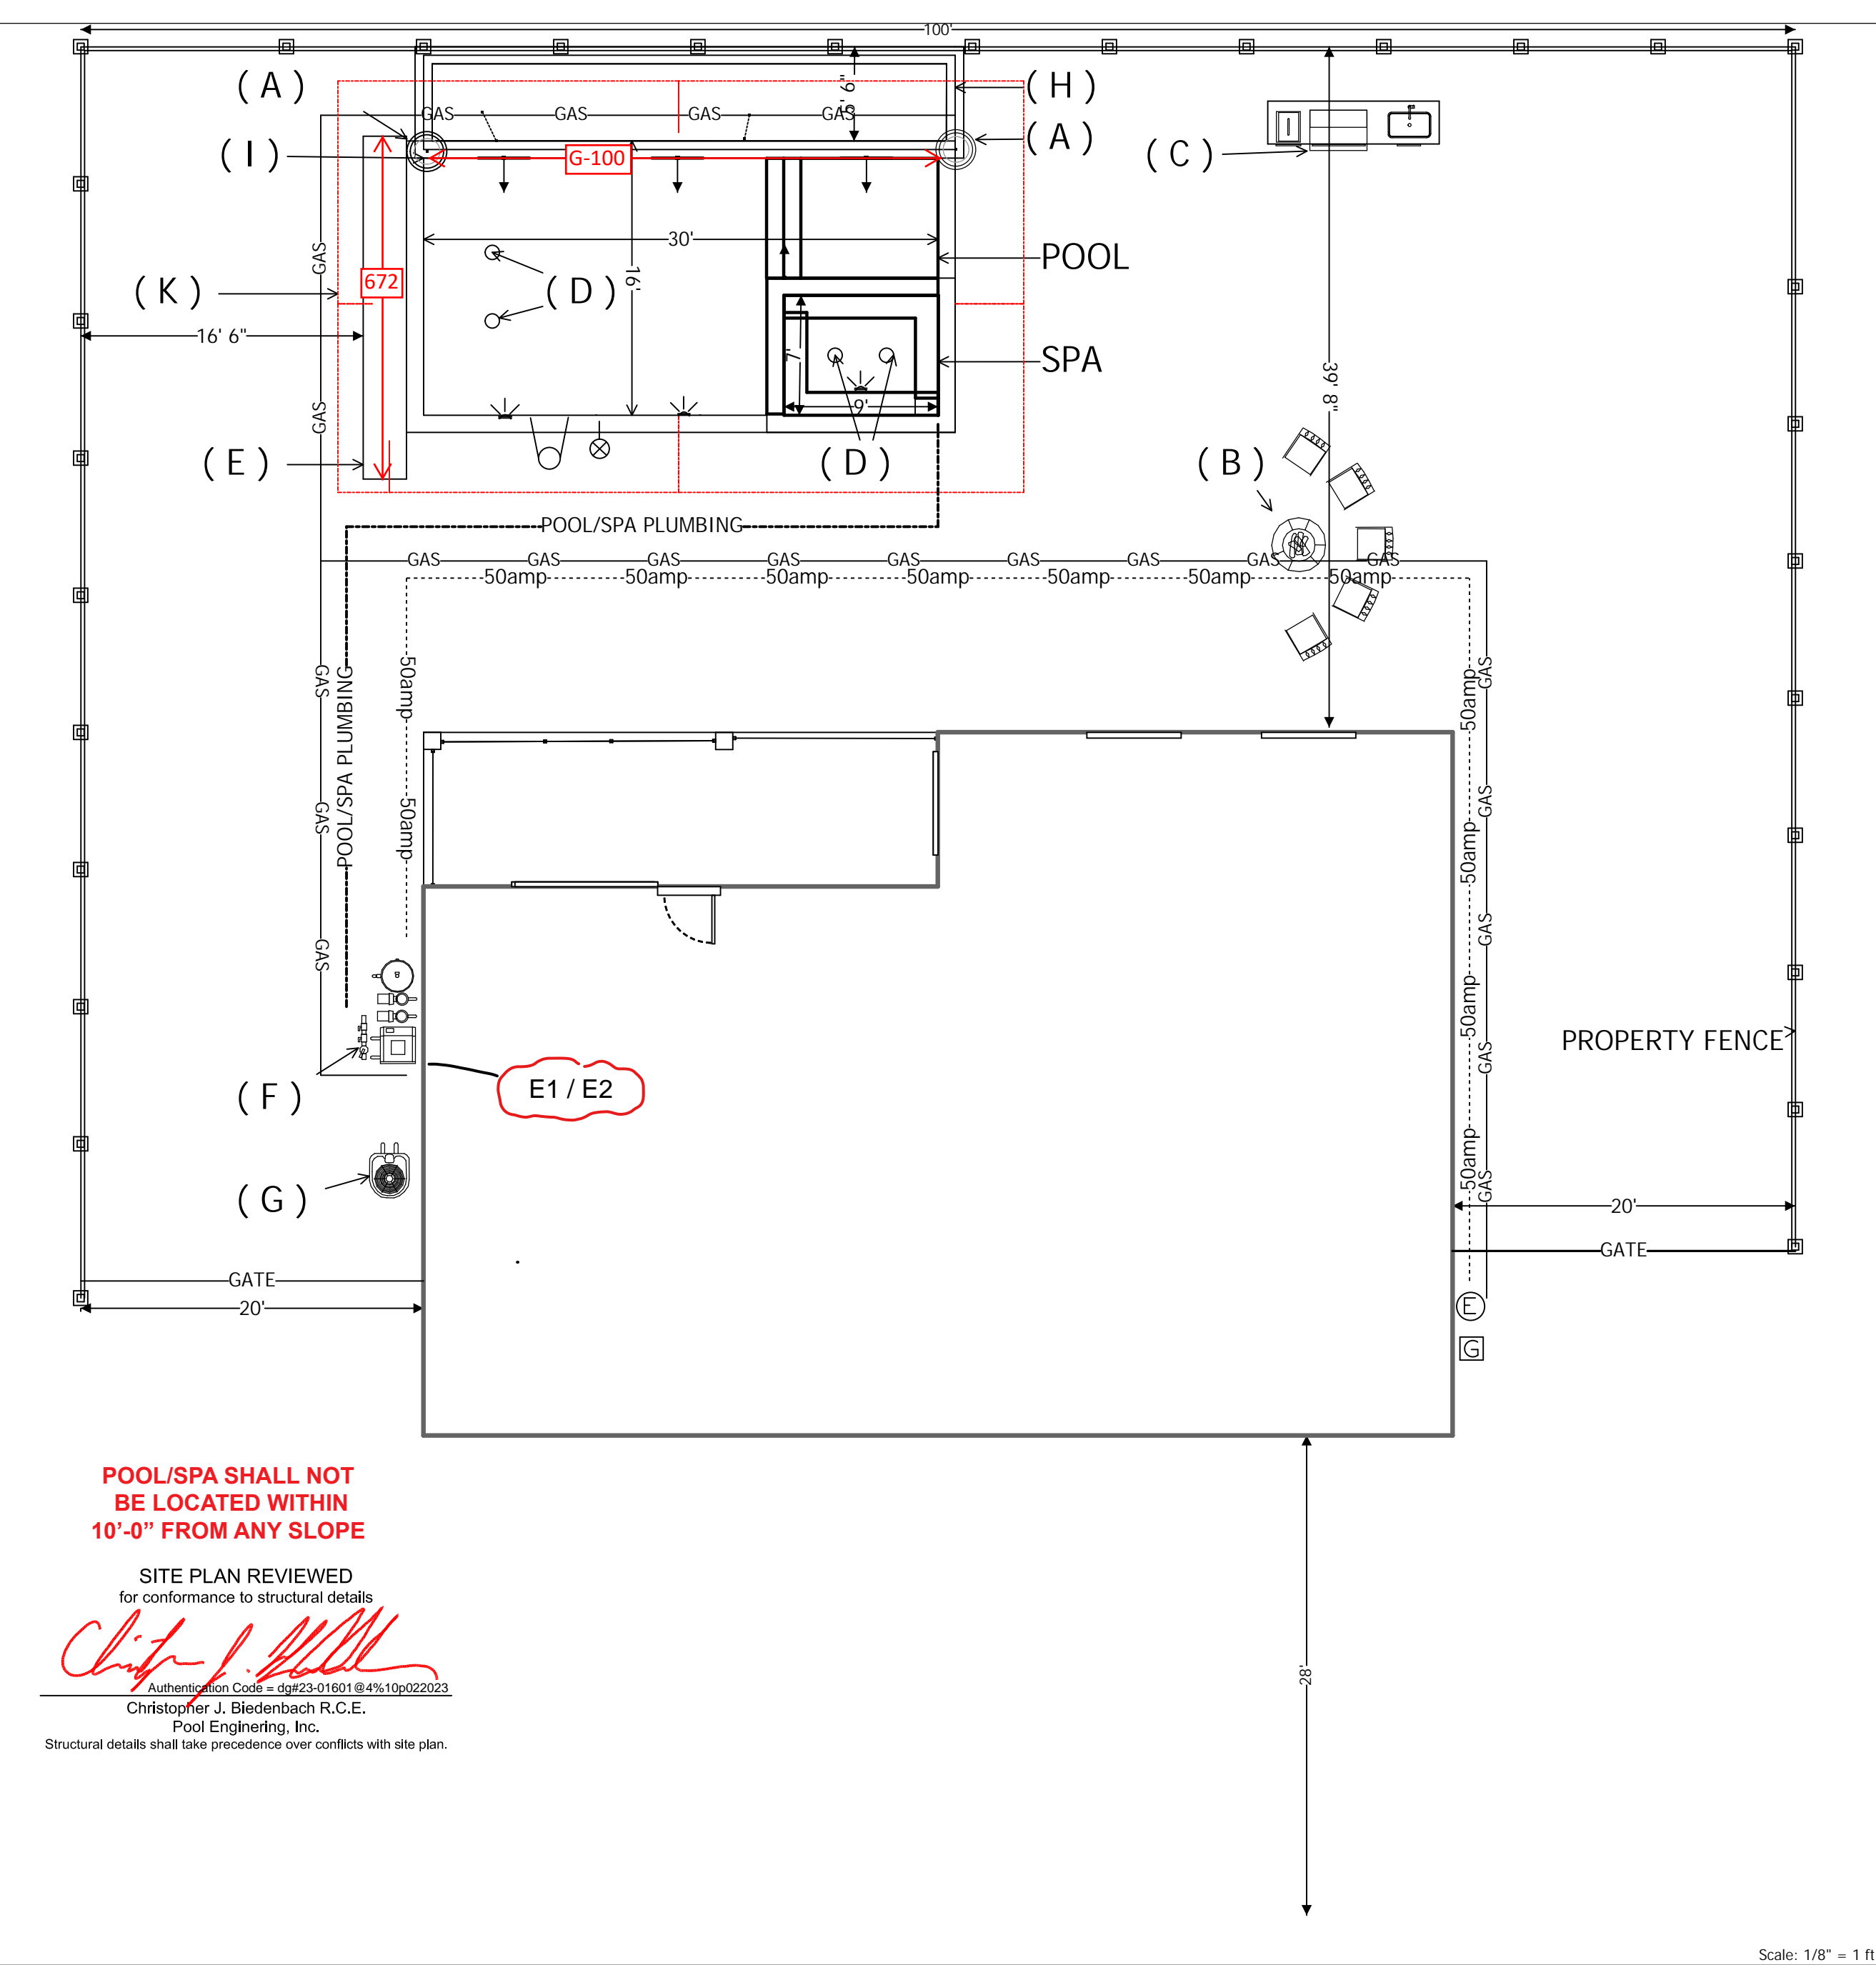 100'
( A )
GAS
GAS
GAS
GAS
( H )
( I )
G-100
( A )
( C )
GAS
30'
POOL
( K )
672
( D )
16'
16' 6"
SPA
7'
39' 8"
GAS
9'
( E )
( D )
( B )
POOL/SPA PLUMBING
GAS
GAS
GAS
GAS
GAS
GAS
GAS
GAS
GAS
50amp
50amp
50amp
50amp
50amp
50amp
50amp
GAS
POOL/SPA PLUMBING
50amp
50amp
GAS
GAS
50amp
50amp
50amp
50amp
GAS
GAS
GAS
GAS
GAS
PROPERTY FENCE
( F )
E1 / E2
( G )
20'
GATE
GATE
20'
E
G
POOL/SPA SHALL NOT
BE LOCATED WITHIN
10'-0” FROM ANY SLOPE
SITE PLAN REVIEWED
for conformance to structural details
Authentication Code = dg#23-01601@4%10p022023
Christopher J. Biedenbach R.C.E.
Pool Enginering, Inc.
Structural details shall take precedence over conflicts with site plan.
28'
Scale: 1/8" = 1 ft